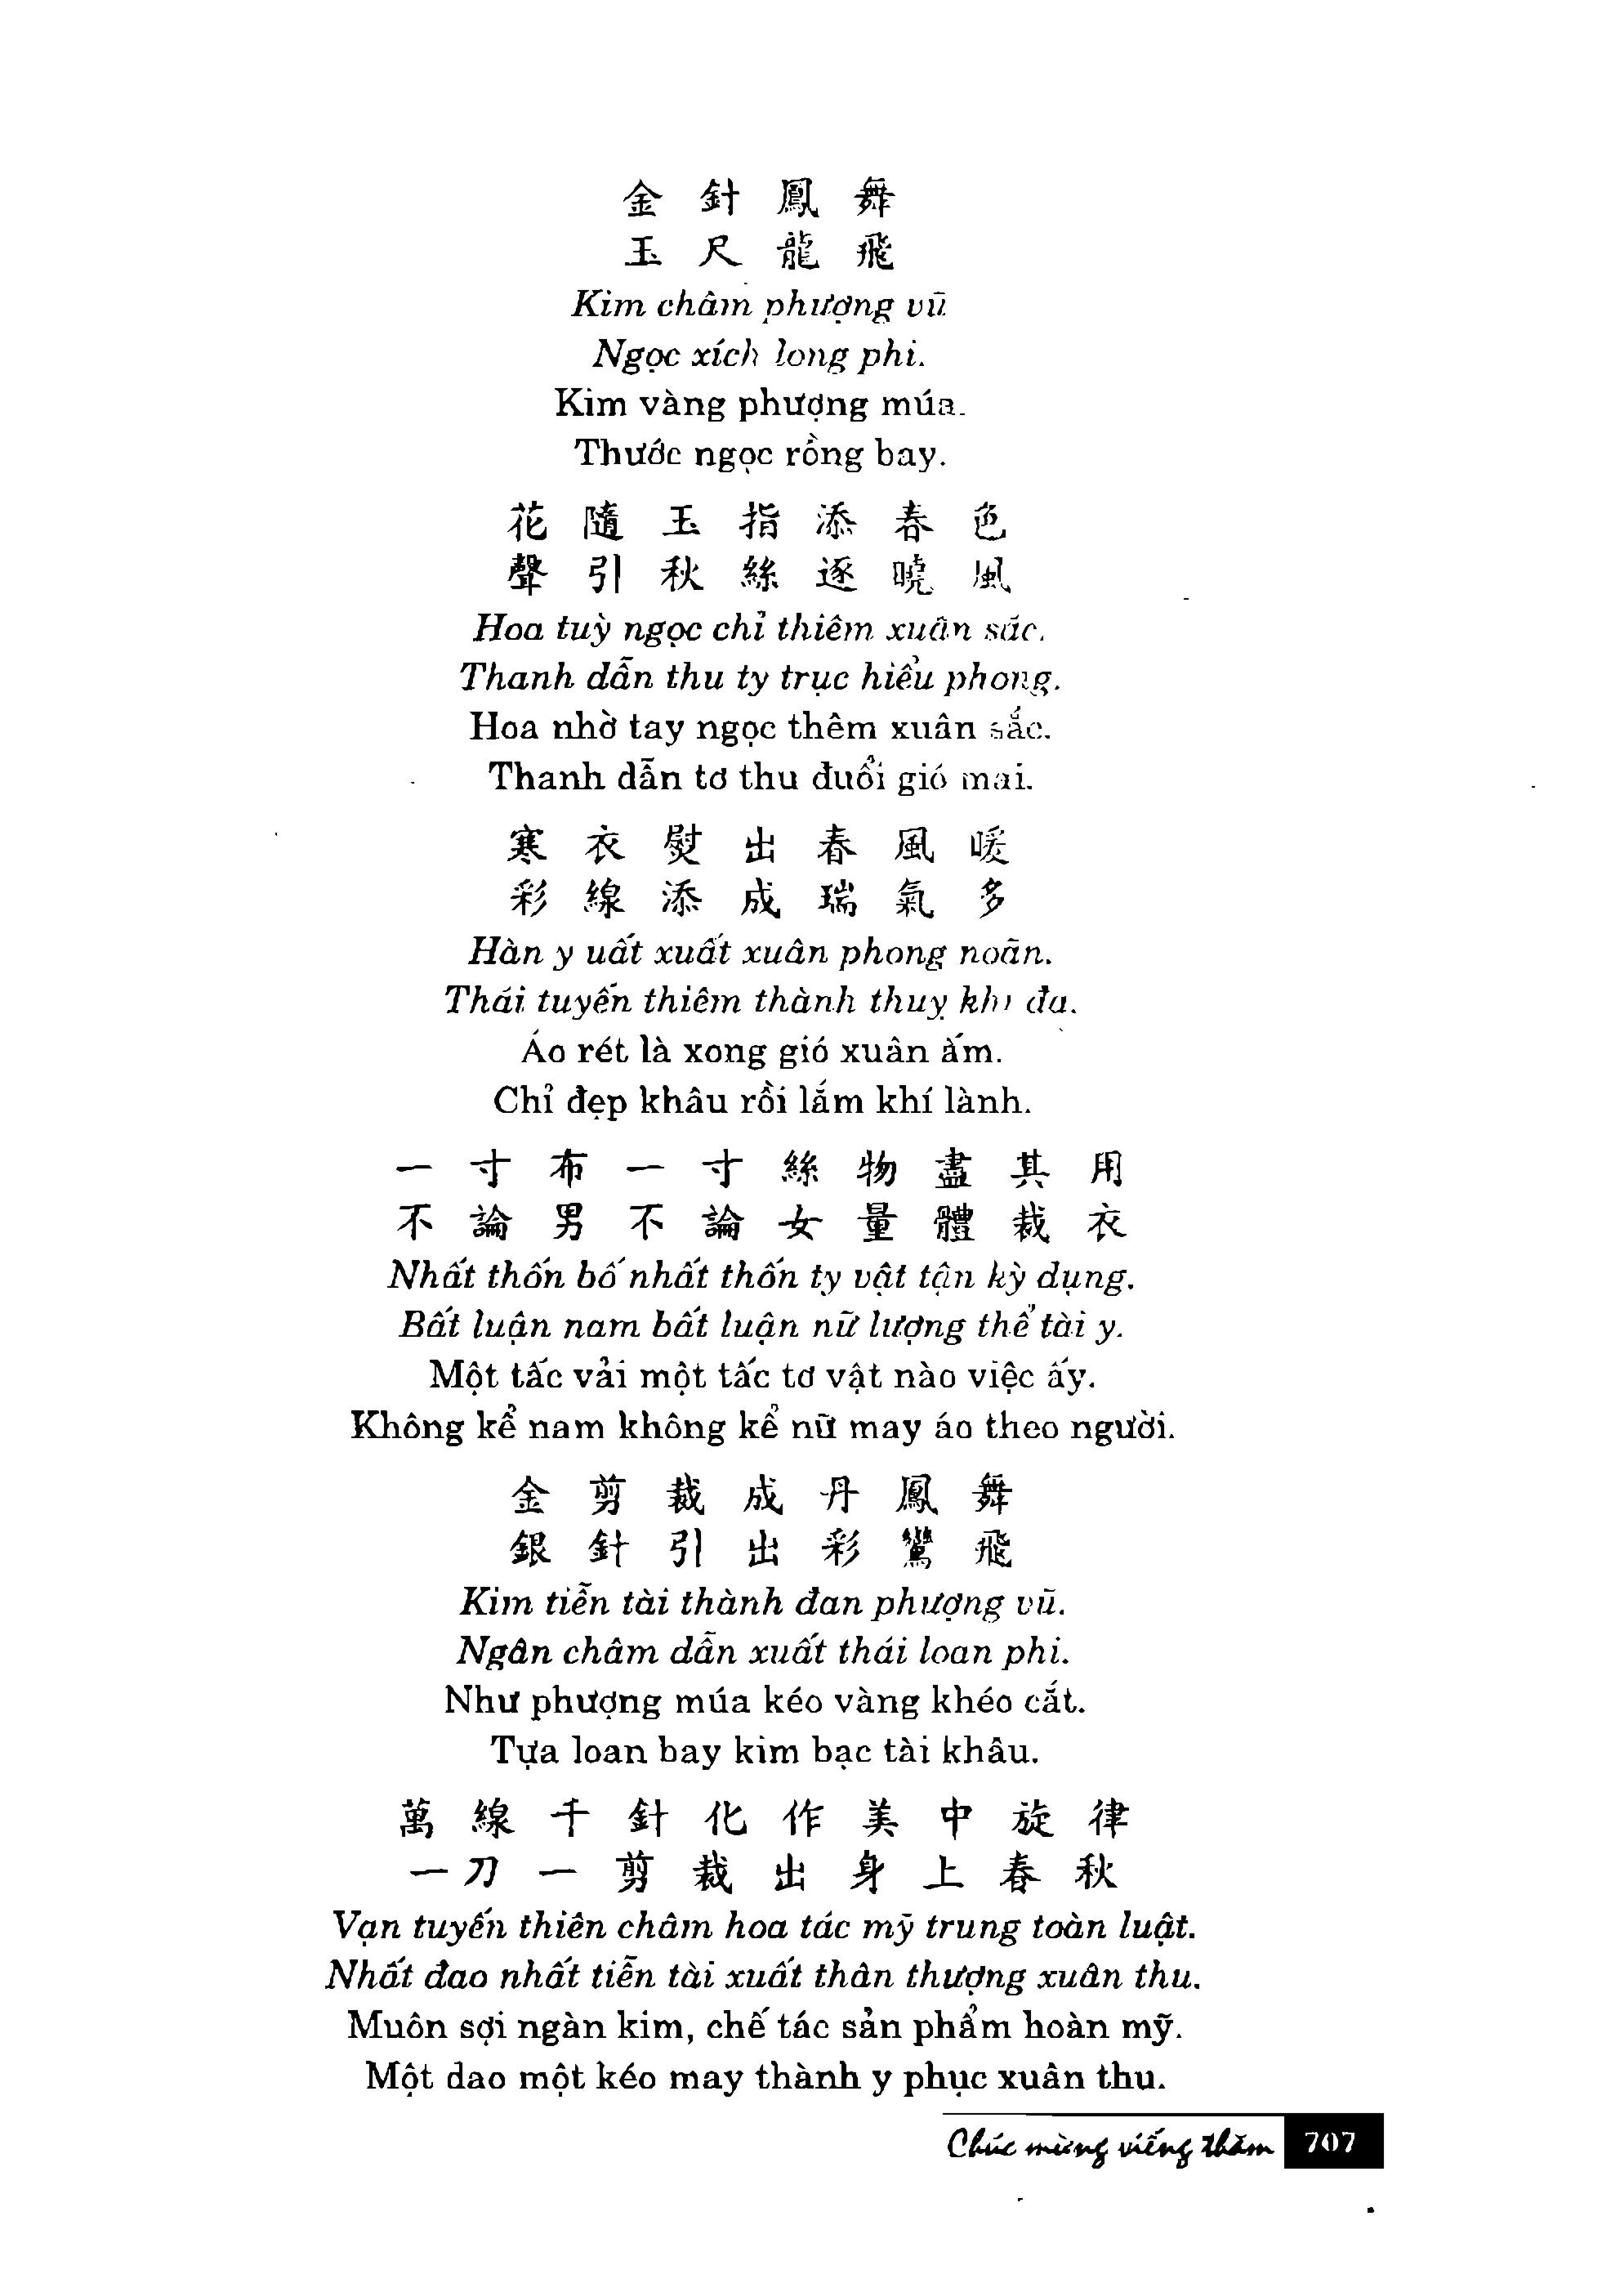 金針鳳舞
玉尺龍飛
Kim châm phượng vũ
Ngọc xích long phi.
Kim vàng phượng múa.
Thước ngọc rồng bay.
花隨玉指添春色
聲引秋絲逐曉風
Hoa tuỳ ngọc chỉ thiêm xuân sắc.
Thanh dẫn thu ty trục hiểu phong.
Hoa nhờ tay ngọc thêm xuân sắc.
Thanh dẫn tơ thu đuổi gió mai.
寒衣熨出春風暖
彩線添成瑞氣多
Hàn y uất xuất xuân phong noãn.
Thái tuyến thiêm thành thuỵ khí đa.
Áo rét là xong gió xuân ấm.
Chỉ đẹp khâu rồi lắm khí lành.
一寸布一寸絲物盡其用
不論男不論女量體裁衣
Nhất thốn bố nhất thốn ty vật tận kỳ dụng.
Bất luận nam bất luận nữ lượng thể tài y.
Một tấc vải một tấc tơ vật nào việc ấy.
Không kể nam không kể nữ may áo theo người.
金剪裁成丹鳳舞
銀針引出彩鸞飛
Kim tiễn tài thành đan phượng vũ.
Ngân châm dẫn xuất thái loan phi.
Như phượng múa kéo vàng khéo cắt.
Tựa loan bay kim bạc tài khâu.
萬線千針化作美中旋律
一刀一剪裁出身上春秋
Vạn tuyến thiên châm hoa tác mỹ trung toàn luật.
Nhất đao nhất tiễn tài xuất thân thượng xuân thu.
Muôn sợi ngàn kim, chế tác sản phẩm hoàn mỹ.
Một dao một kéo may thành y phục xuân thu.
Chúc mừng viếng thăm 707